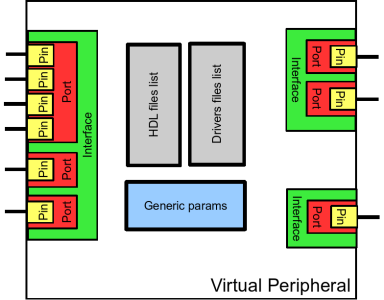 Pin
Pin
Pin
Pin
Port
Pin
Port
Pin
Port
Interface
HDL files list
Drivers files list
Generic params
Interface
Port
Pin
Port
Pin
Interface
Port
Pin
Virtual Peripheral